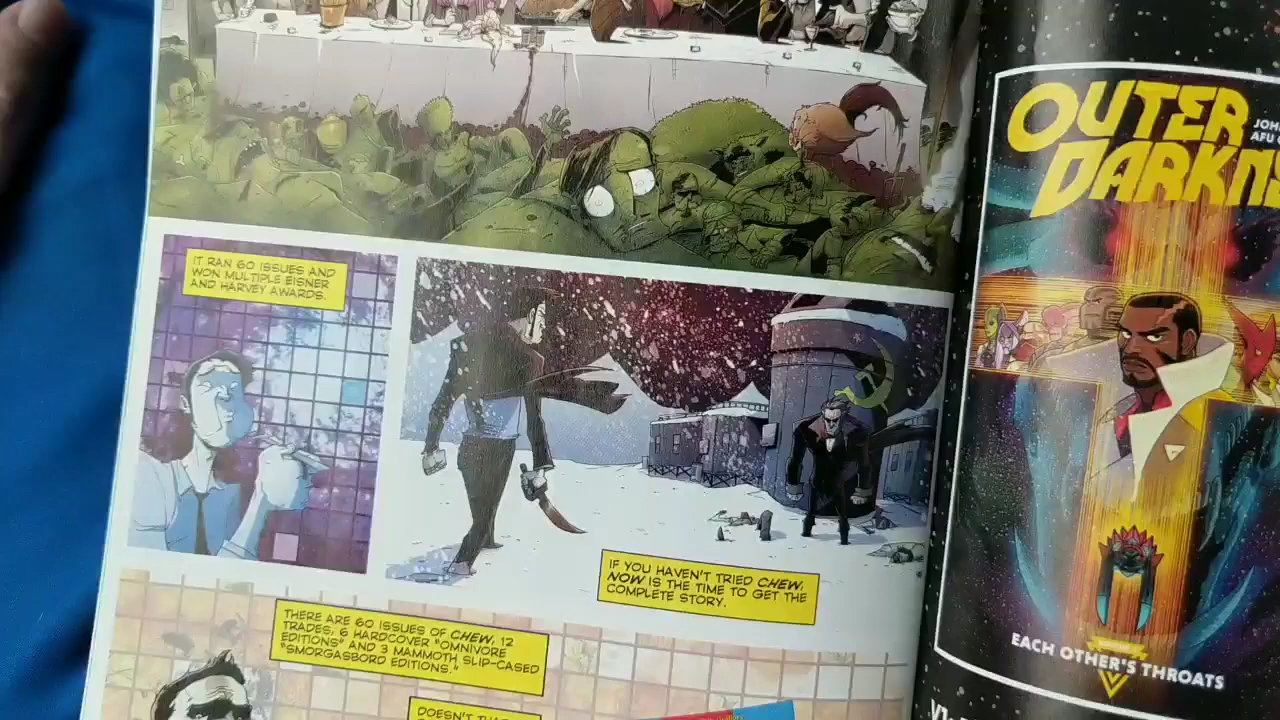 IT RAN 60 ISSUES AND
WON MULTIPLE EISNER
AND HARVEY AWARDS.
IF YOU HAVEN'T TRIED CHEW,
NOW IS THE TIME TO GET THE
COMPLETE STORY.
THERE ARE 60 ISSUES OF CHEW, 12
TRADES, 6 HARDCOVER "OMNIVORE
EDITIONS" AND 3 MAMMOTH SLIP-CASED
"SMORGASBORD EDITIONS."
DOESN'T
OUTER
EACH OTHER'S THROATS